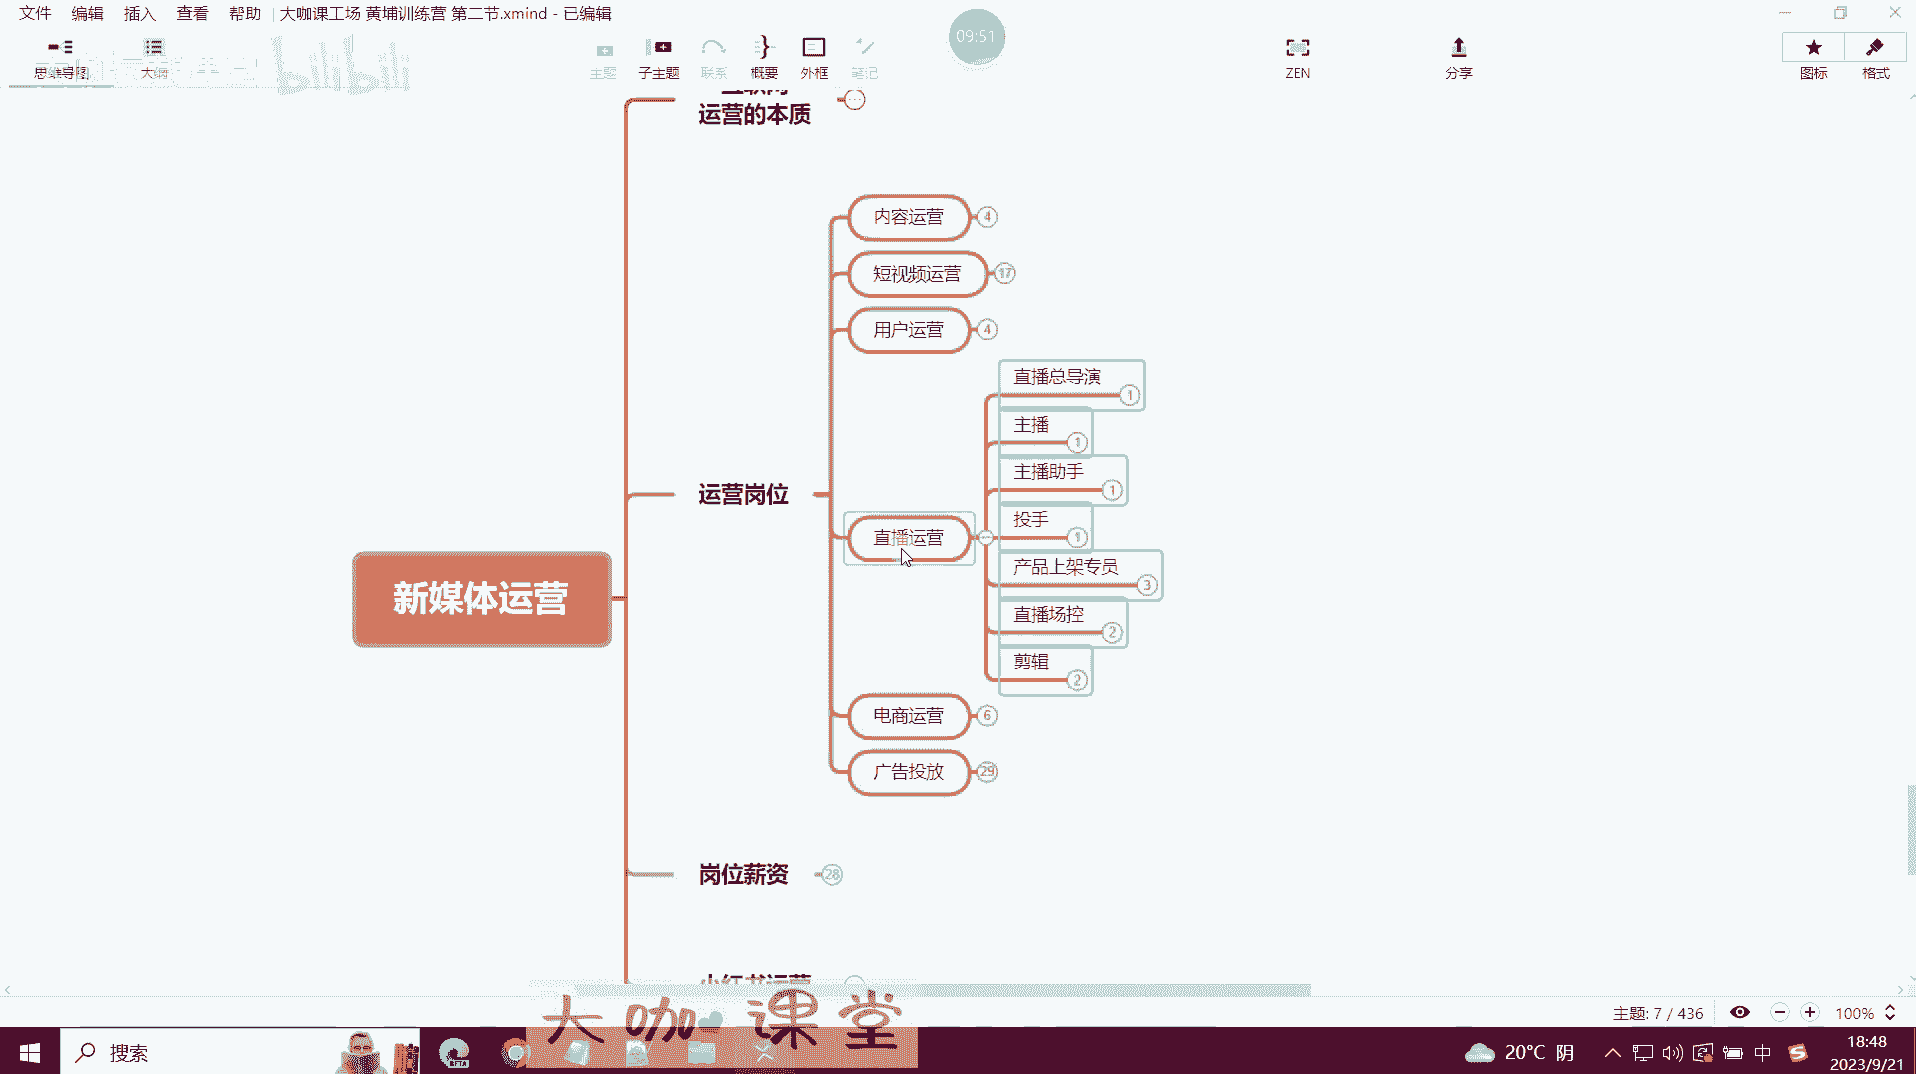 文件 编辑 插入 查看 帮助 大咖课工场 黄埔训练营 第二节.xmind - 已编辑
09:51
思维导图 大纲 主题 子主题 联系 概要 外框 笔记 ZEN 分享 图标 格式
bilibili
运营的本质
内容运营 4
短视频运营 17
用户运营 4
直播总导演 1
主播 1
主播助手 1
运营岗位
投手 1
直播运营
产品上架专员 3
新媒体运营
直播场控 2
剪辑 2
电商运营 6
广告投放 29
岗位薪资 28
小红书运营
大咖课堂
主题: 7 / 436 100%
搜索
20°C 阴
中
18:48
2023/9/21